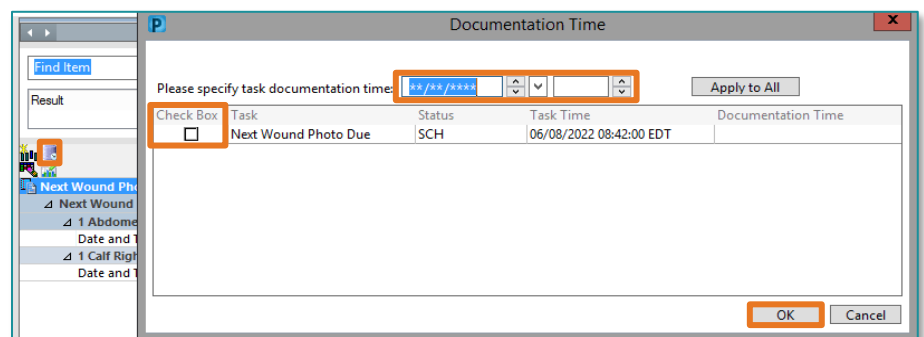 Documentation Time
X
Find Item
Result
Please specify task documentation time: **/**/****
Apply to All
Check Box Task Status Task Time Documentation Time
Next Wound Photo Due SCH 06/08/2022 08:42:00 EDT
Next Wound Pho
Next Wound
1 Abdome
Date and T
1 Calf Righ
Date and T
OK Cancel